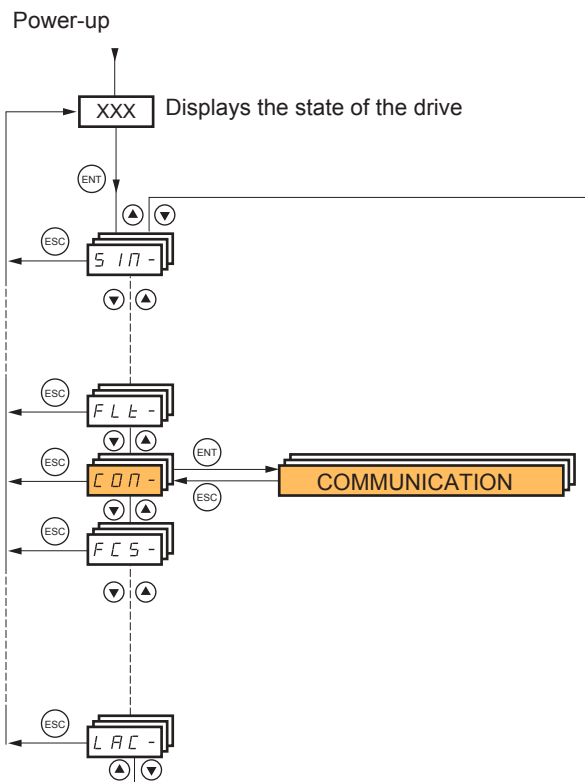 Power-up
XXX Displays the state of the drive
ENT
ESC
SIM-
ESC
FLt-
ENT
ESC
COM-
COMMUNICATION
ESC
ESC
FCS-
ESC
LAC-